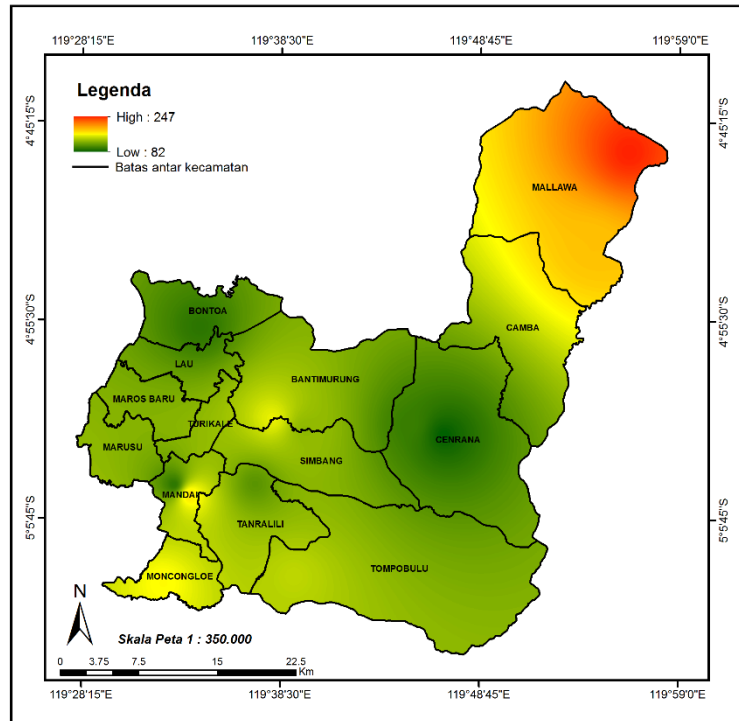 119°28'15"E 119°38'30"E 119°48'45"E 119°59'0"E
Legenda
High : 247
Low : 82
Batas antar kecamatan
4°45'15"S 4°45'15"S
MALLAWA
BONTOA
4°55'30"S 4°55'30"S
CAMBA
LAU
BANTIMURUNG
MAROS BARU
TURIKALE
MARUSU
CENRANA
SIMBANG
MANDAI
5°5'45"S 5°5'45"S
TANRALILI
TOMPOBULU
MONCONGLOE
N
Skala Peta 1 : 350.000
0 3.75 7.5 15 22.5
Km
119°28'15"E 119°38'30"E 119°48'45"E 119°59'0"E